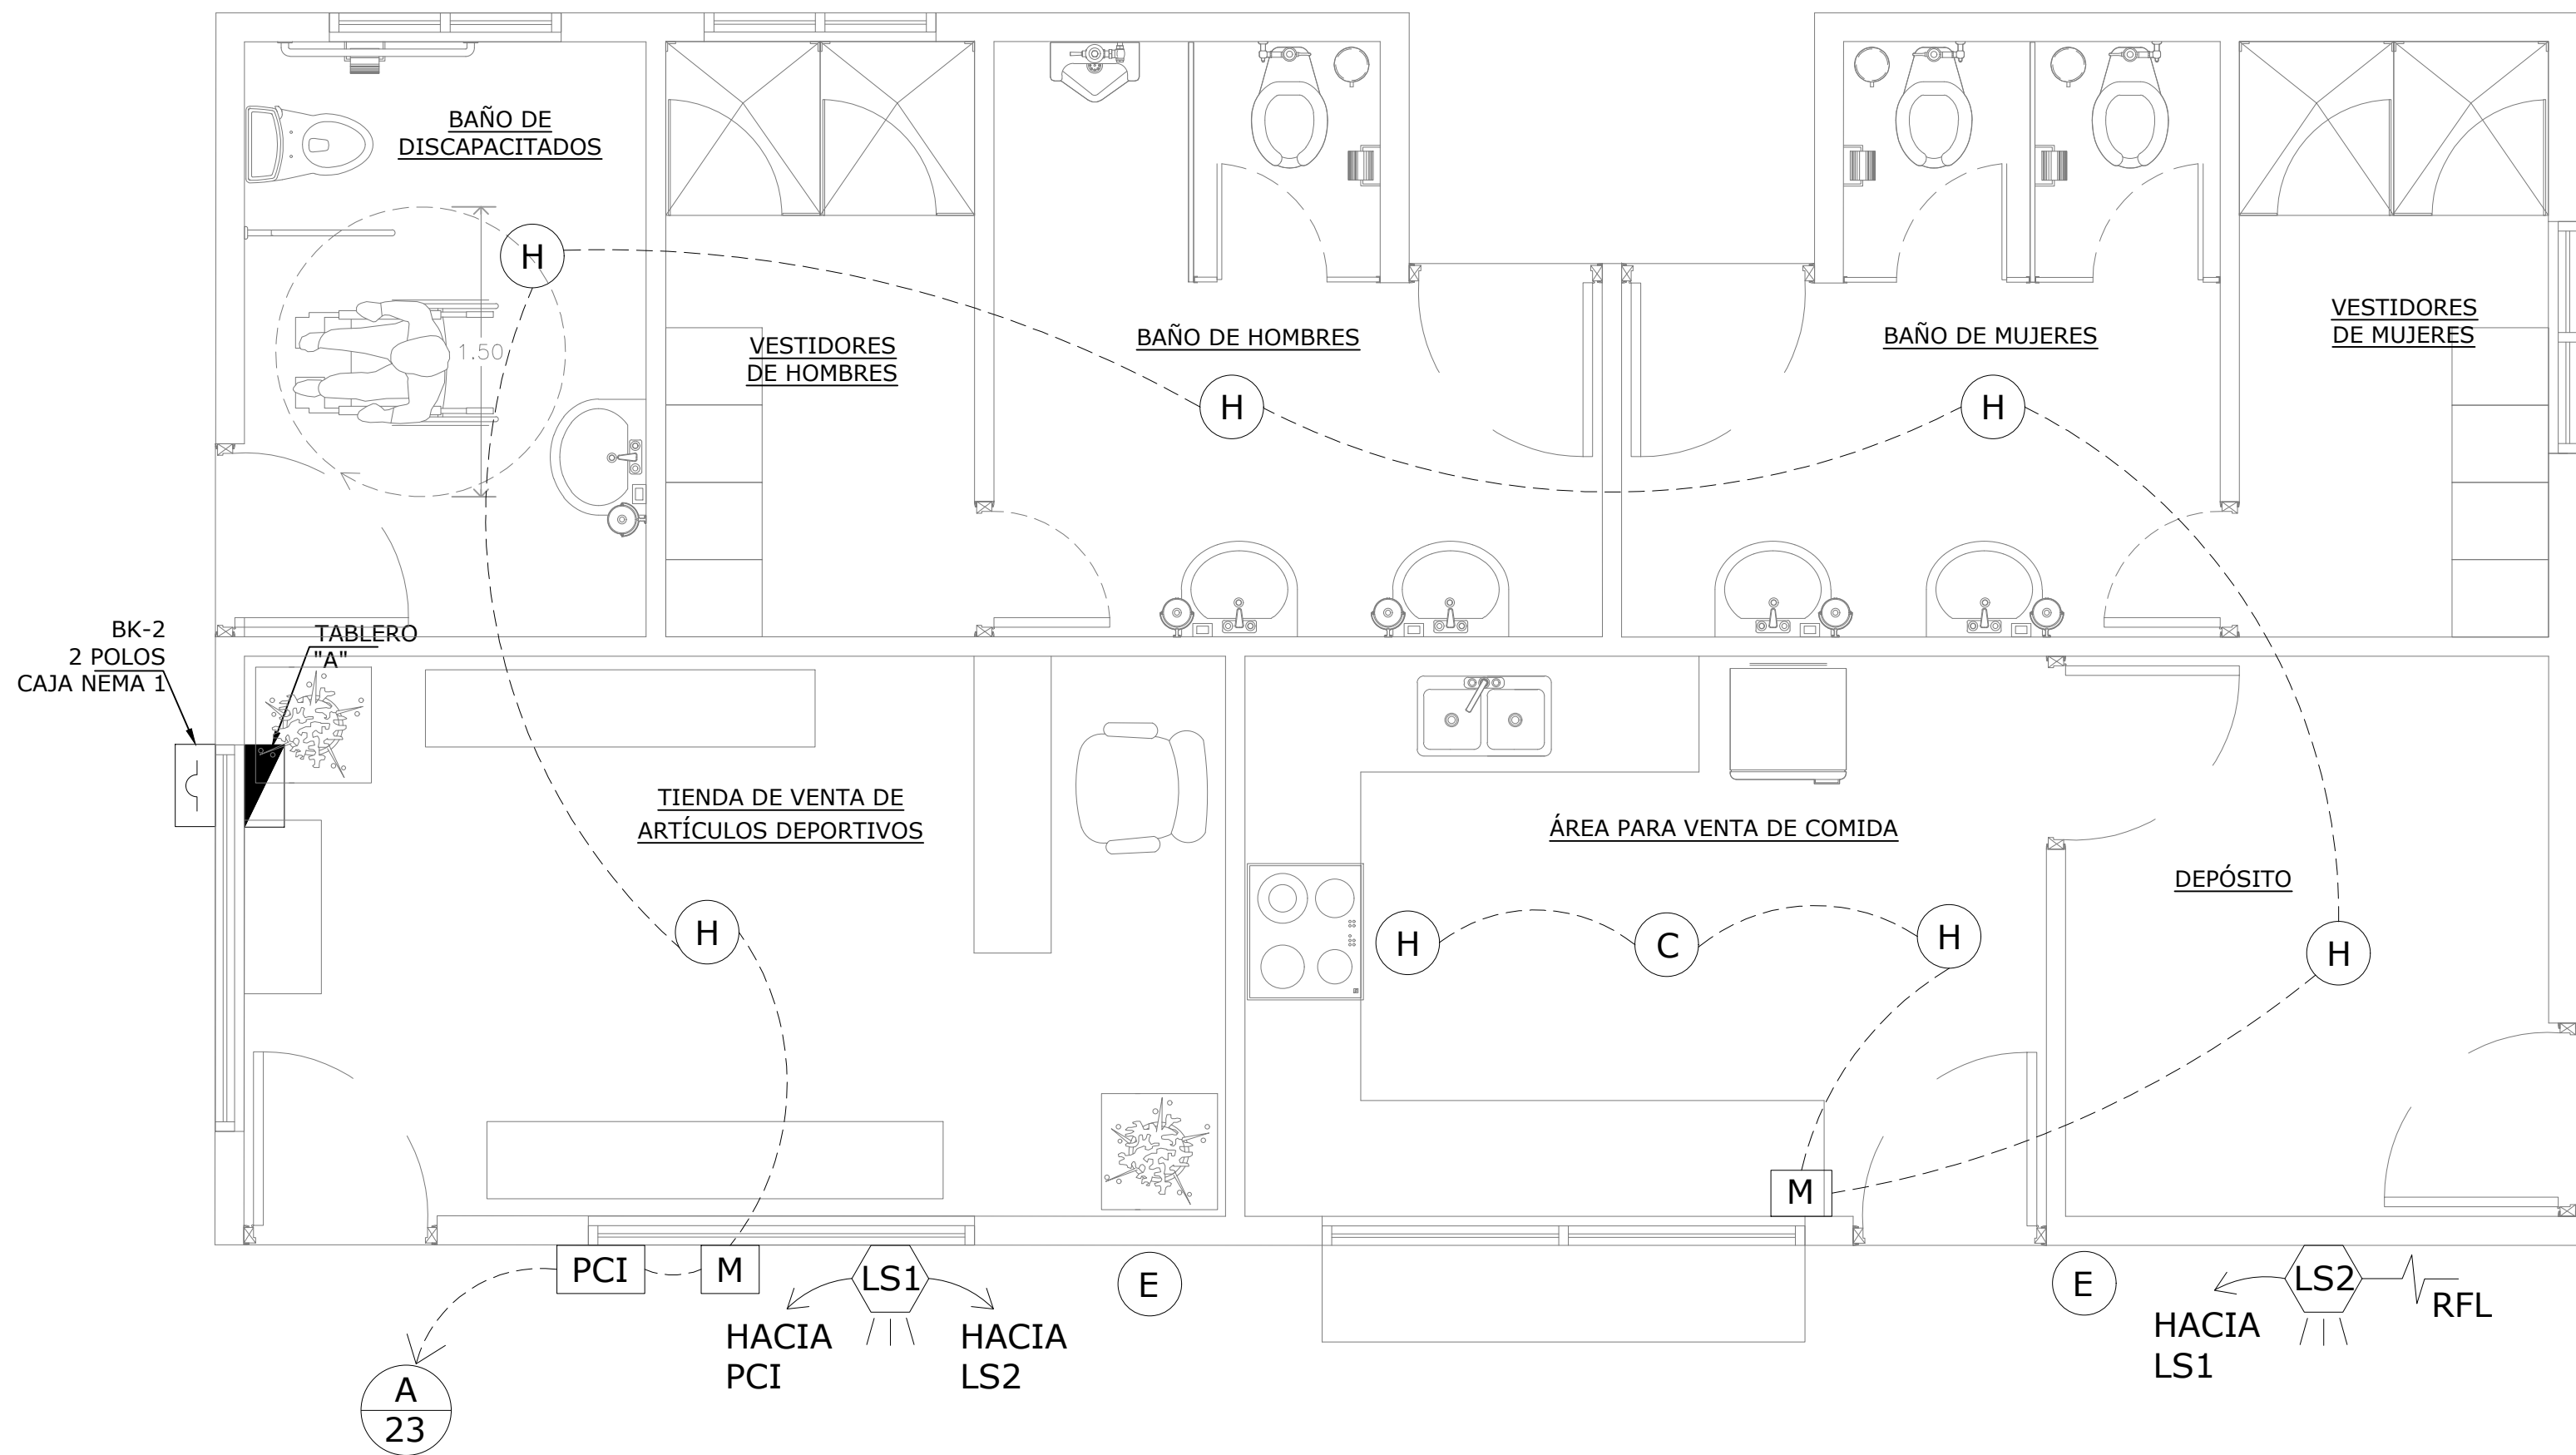 BAÑO DE
DISCAPACITADOS
H
1.50
VESTIDORES
DE HOMBRES
BAÑO DE HOMBRES
H
BAÑO DE MUJERES
H
VESTIDORES
DE MUJERES
BK-2
2 POLOS
CAJA NEMA 1
TABLERO
"A"
TIENDA DE VENTA DE
ARTÍCULOS DEPORTIVOS
H
ÁREA PARA VENTA DE COMIDA
H
C
H
DEPÓSITO
H
M
PCI
M
LS1
HACIA
PCI
HACIA
LS2
E
E
LS2
HACIA
LS1
RFL
A
23